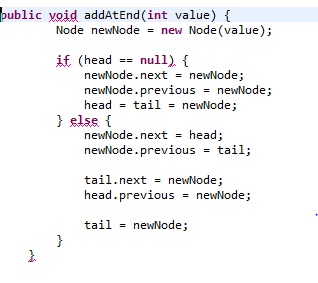 public void addAtEnd(int value) {
        Node newNode = new Node(value);

        if (head == null) {
            newNode.next = newNode;
            newNode.previous = newNode;
            head = tail = newNode;
        } else {
            newNode.next = head;
            newNode.previous = tail;

            tail.next = newNode;
            head.previous = newNode;

            tail = newNode;
        }
    }